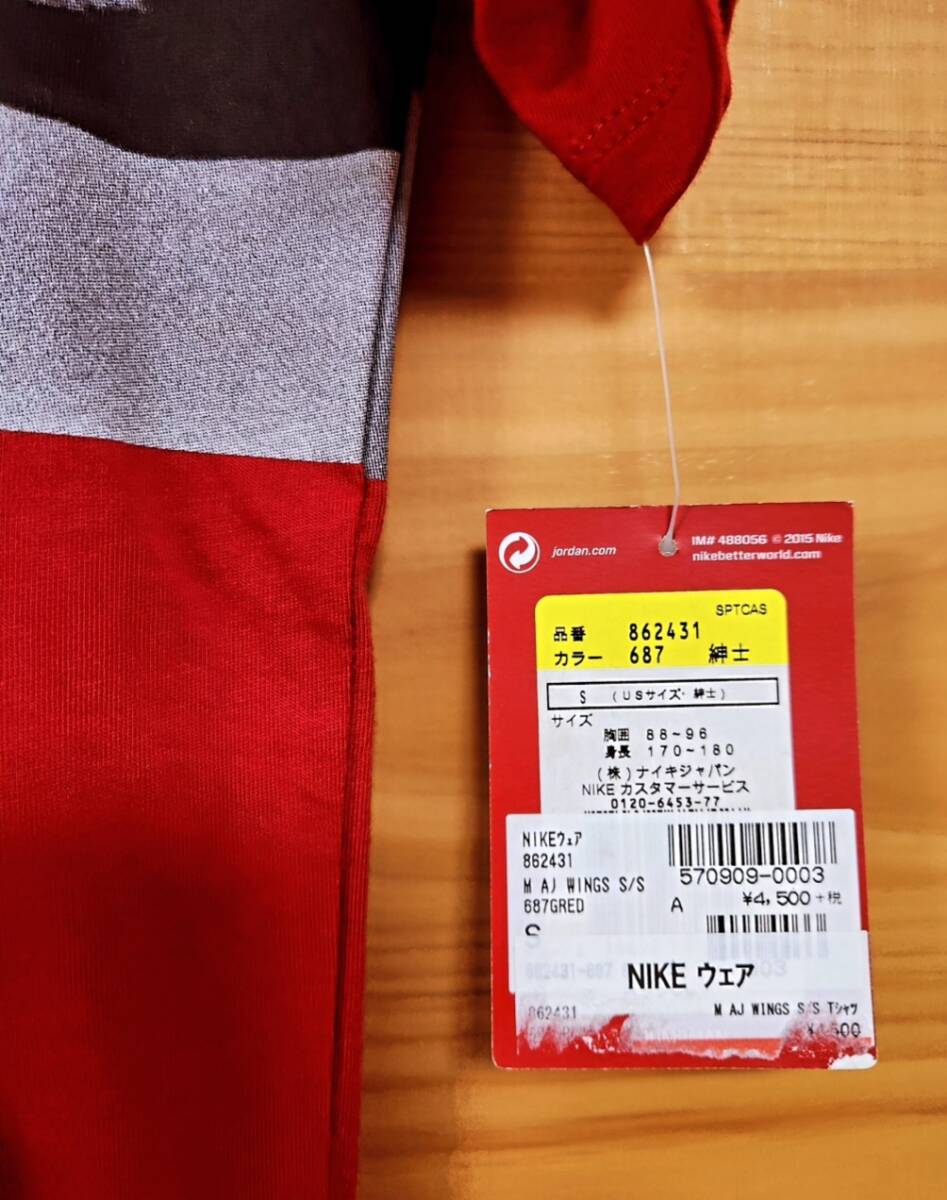 jordan.com
IM# 488056 © 2015 Nike
nikebetterworld.com
SPTCAS
品番 862431
カラー 687 紳士
S (USサイズ・紳士)
サイズ
胸囲 88~96
身長 170~180
(株)ナイキジャパン
NIKE カスタマーサービス
0120-6453-77
NIKEウェア
862431
M AJ WINGS S/S
687GRED
S
570909-0003
A ¥4,500+税
NIKE ウェア
862431
M AJ WINGS S/S Tシャツ